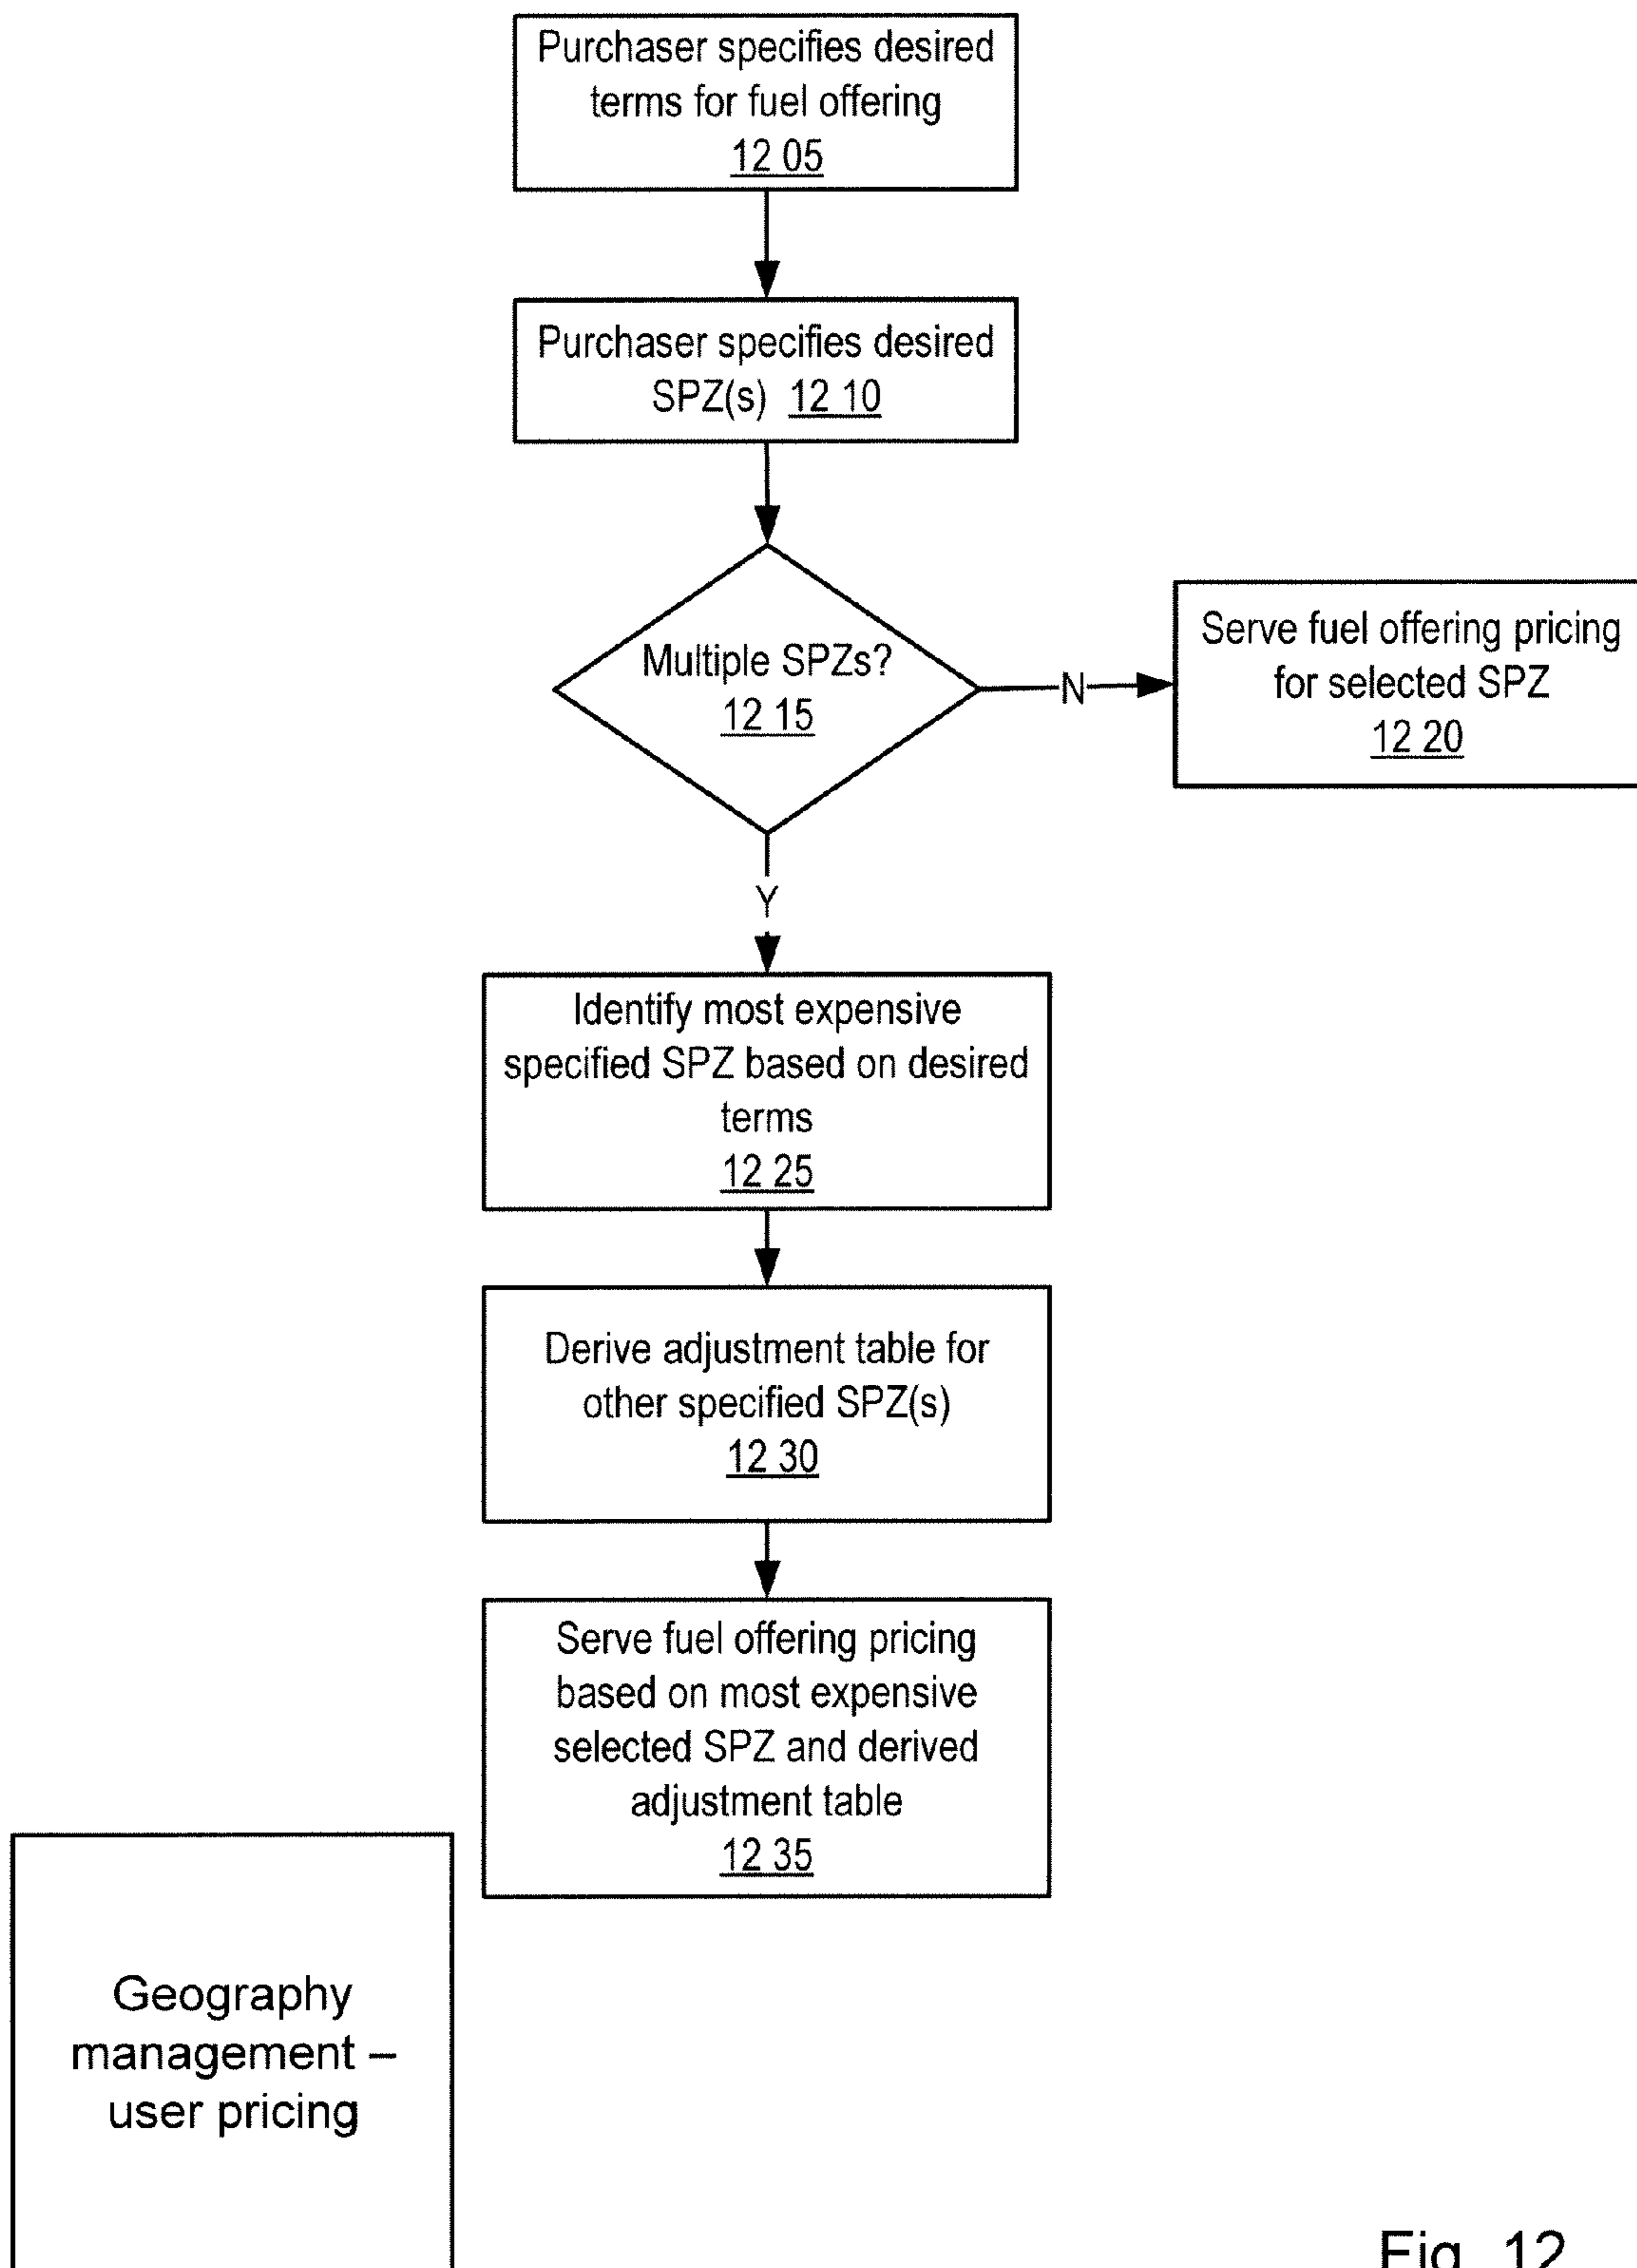 Purchaser specifies desired
terms for fuel offering
12 05
Purchaser specifies desired
SPZ(s) 12 10
Multiple SPZs?
12 15
N
Serve fuel offering pricing
for selected SPZ
12 20
Y
Identify most expensive
specified SPZ based on desired
terms
12 25
Derive adjustment table for
other specified SPZ(s)
12 30
Serve fuel offering pricing
based on most expensive
selected SPZ and derived
adjustment table
12 35
Geography
management –
user pricing
Fig. 12